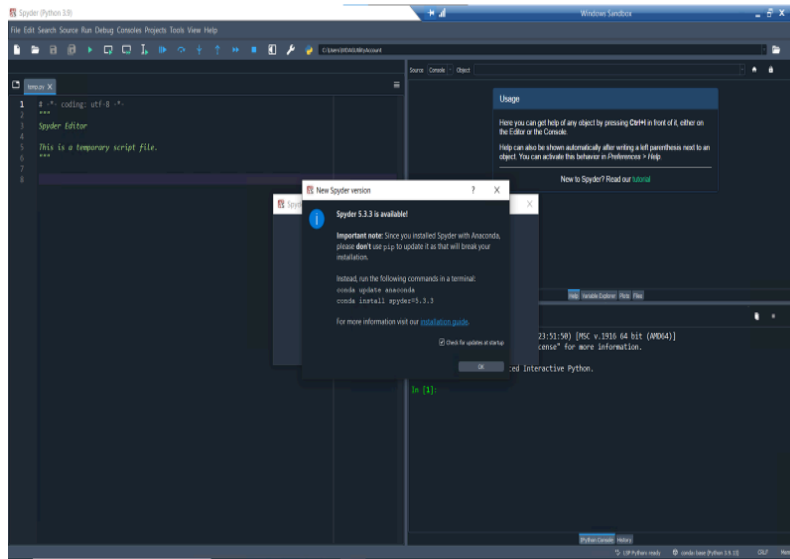 Spyder (Python 3.9)
Windows Sandbox
File Edit Search Source Run Debug Consoles Projects Tools View Help
C:\Users\WDAGUtilityAccount
Source Console Object
temp.py X
1 # -*- coding: utf-8 -*-
2 """
3 Spyder Editor
4
5 This is a temporary script file.
6 """
7
8
Usage
Here you can get help of any object by pressing Ctrl+I in front of it, either on
the Editor or the Console.
Help can also be shown automatically after writing a left parenthesis next to an
object. You can activate this behavior in Preferences > Help.
New to Spyder? Read our tutorial
Help Variable Explorer Plots Files
New Spyder version ? X
Spyder 5.3.3 is available!
Important note: Since you installed Spyder with Anaconda,
please don't use pip to update it as that will break your
installation.
Instead, run the following commands in a terminal:
conda update anaconda
conda install spyder=5.3.3
For more information visit our installation guide.
Check for updates at startup
OK
23:51:50) [MSC v.1916 64 bit (AMD64)]
cense" for more information.
ced Interactive Python.
In [1]:
IPython Console History
LSP Python: ready conda: base (Python 3.9.13) CRLF